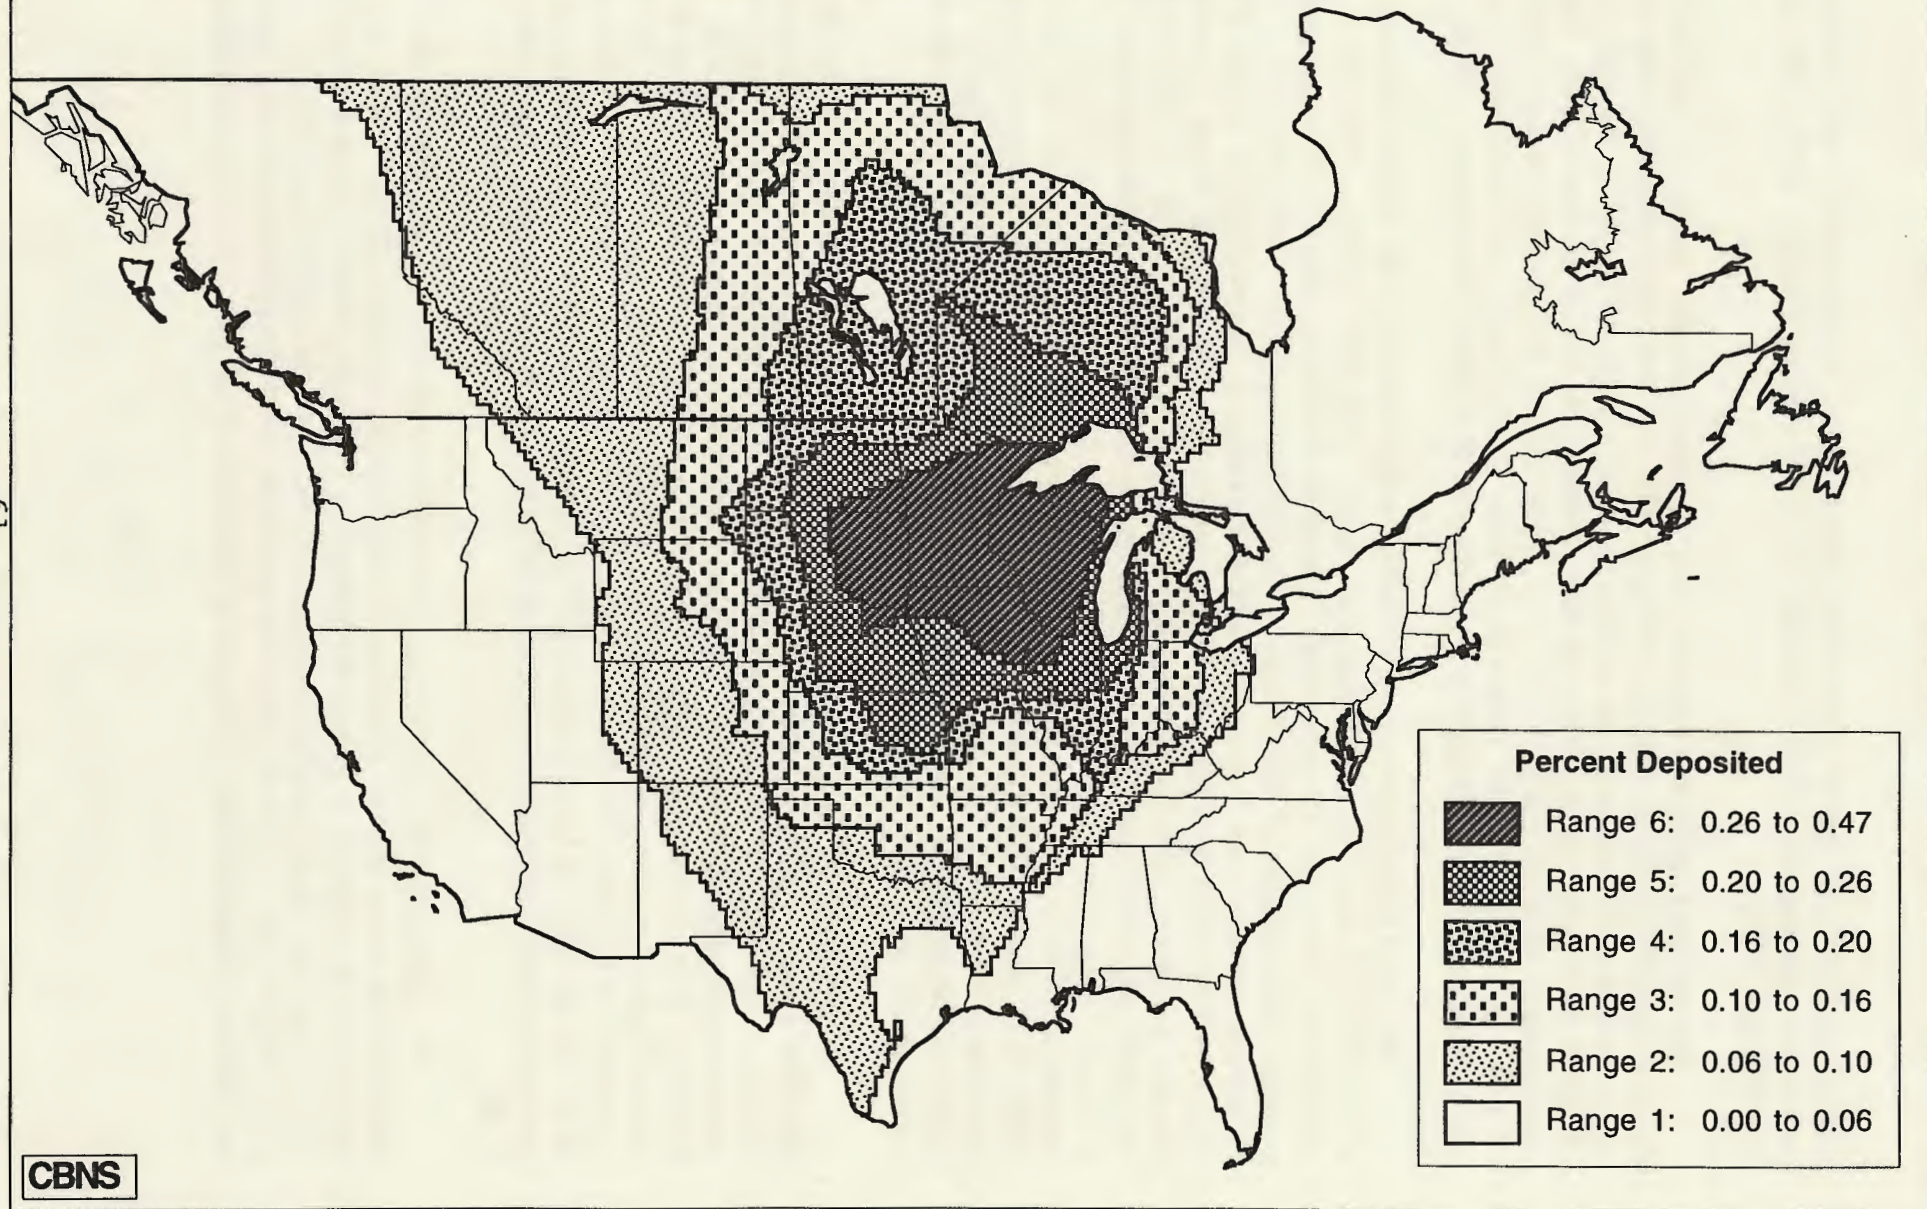 Percent Deposited
Range 6: 0.26 to 0.47
Range 5: 0.20 to 0.26
Range 4: 0.16 to 0.20
Range 3: 0.10 to 0.16
Range 2: 0.06 to 0.10
Range 1: 0.00 to 0.06
CBNS